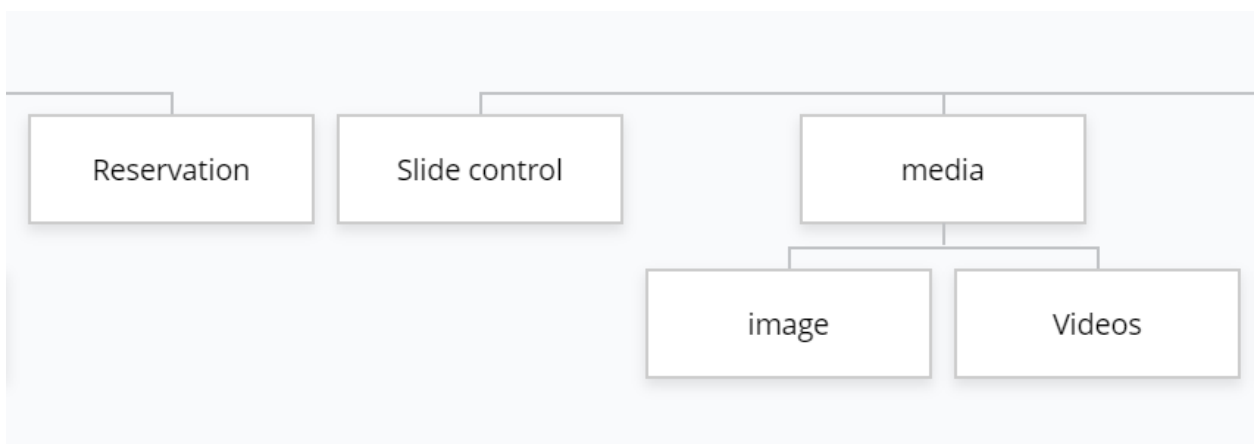 Reservation
Slide control
media
image
Videos